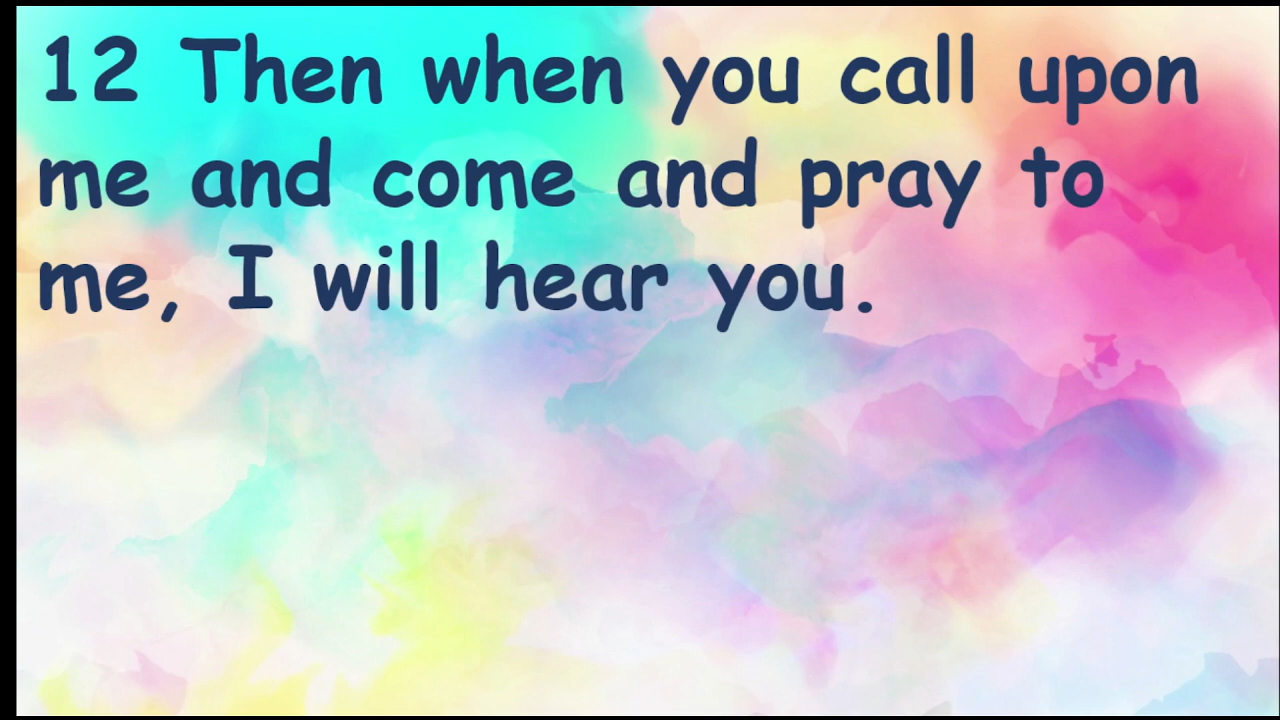 12 Then when you call upon
me and come and pray to
me, I will hear you.